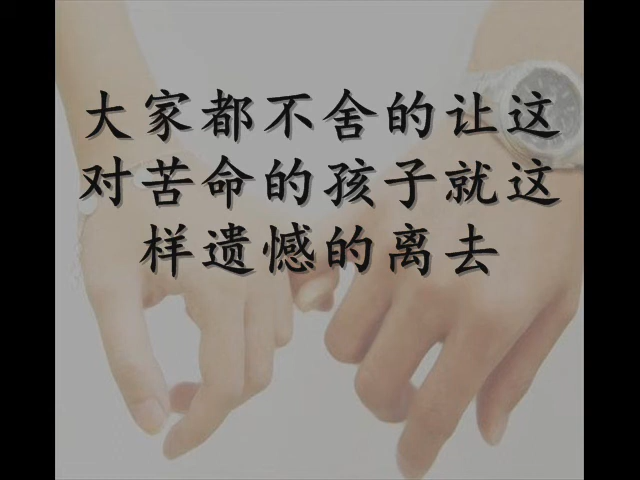 大家都不舍的让这
对苦命的孩子就这
样遗憾的离去